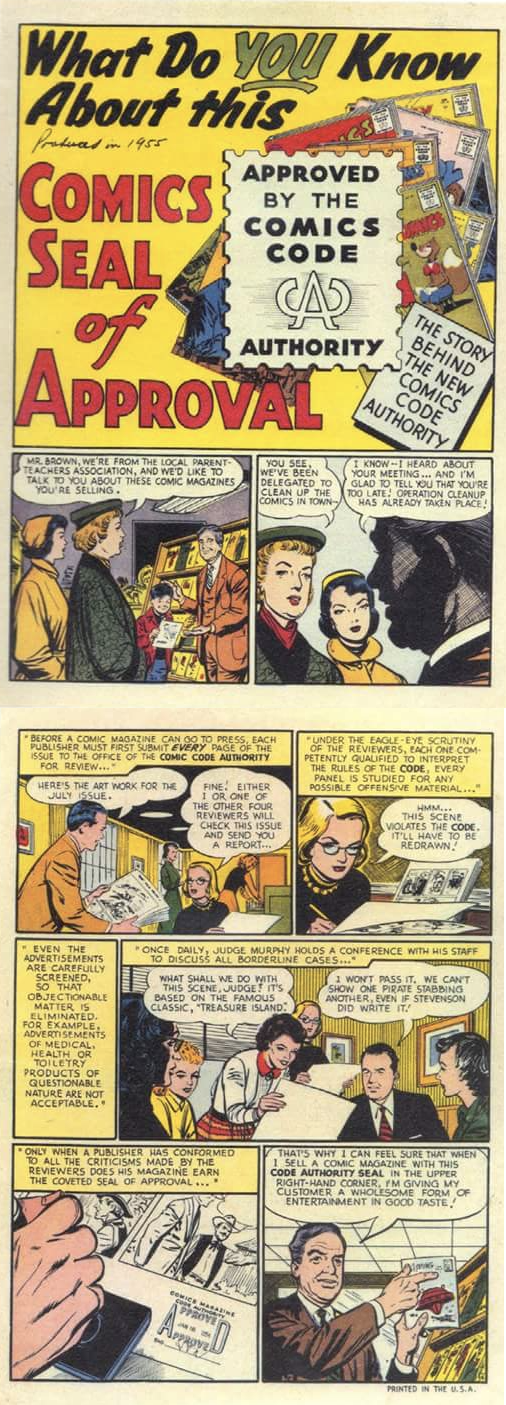 What Do YOU Know
About this
Produced in 1955
COMICS
SEAL
of
APPROVAL
APPROVED
BY THE
COMICS
CODE
CA
AUTHORITY
COMICS
THE STORY
BEHIND
THE NEW
COMICS
CODE
AUTHORITY
MR. BROWN, WE'RE FROM THE LOCAL PARENT-
TEACHERS ASSOCIATION, AND WE'D LIKE TO
TALK TO YOU ABOUT THESE COMIC MAGAZINES
YOU'RE SELLING.
YOU SEE,
WE'VE BEEN
DELEGATED TO
CLEAN UP THE
COMICS IN TOWN--
I KNOW--I HEARD ABOUT
YOUR MEETING... AND I'M
GLAD TO TELL YOU THAT YOU'RE
TOO LATE! OPERATION CLEANUP
HAS ALREADY TAKEN PLACE!
"BEFORE A COMIC MAGAZINE CAN GO TO PRESS, EACH
PUBLISHER MUST FIRST SUBMIT EVERY PAGE OF THE
ISSUE TO THE OFFICE OF THE COMIC CODE AUTHORITY
FOR REVIEW..."
HERE'S THE ART WORK FOR THE
JULY ISSUE.
FINE! EITHER
I OR ONE OF
THE OTHER FOUR
REVIEWERS WILL
CHECK THIS ISSUE
AND SEND YOU
A REPORT...
"UNDER THE EAGLE-EYE SCRUTINY
OF THE REVIEWERS, EACH ONE COM-
PETENTLY QUALIFIED TO INTERPRET
THE RULES OF THE CODE, EVERY
PANEL IS STUDIED FOR ANY
POSSIBLE OFFENSIVE MATERIAL..."
HMM...
THIS SCENE
VIOLATES THE CODE.
IT'LL HAVE TO BE
REDRAWN!
"EVEN THE
ADVERTISEMENTS
ARE CAREFULLY
SCREENED,
SO THAT
OBJECTIONABLE
MATTER IS
ELIMINATED.
FOR EXAMPLE,
ADVERTISEMENTS
OF MEDICAL,
HEALTH OR
TOILETRY
PRODUCTS OF
QUESTIONABLE
NATURE ARE NOT
ACCEPTABLE."
"ONCE DAILY, JUDGE MURPHY HOLDS A CONFERENCE WITH HIS STAFF
TO DISCUSS ALL BORDERLINE CASES..."
WHAT SHALL WE DO WITH
THIS SCENE, JUDGE? IT'S
BASED ON THE FAMOUS
CLASSIC, "TREASURE ISLAND."
I WON'T PASS IT. WE CAN'T
SHOW ONE PIRATE STABBING
ANOTHER, EVEN IF STEVENSON
DID WRITE IT!
"ONLY WHEN A PUBLISHER HAS CONFORMED
TO ALL THE CRITICISMS MADE BY THE
REVIEWERS DOES HIS MAGAZINE EARN
THE COVETED SEAL OF APPROVAL..."
COMICS MAGAZINE
CODE AUTHORITY
APPROVED
THAT'S WHY I CAN FEEL SURE THAT WHEN
I SELL A COMIC MAGAZINE WITH THIS
CODE AUTHORITY SEAL IN THE UPPER
RIGHT-HAND CORNER, I'M GIVING MY
CUSTOMER A WHOLESOME FORM OF
ENTERTAINMENT IN GOOD TASTE!
PRINTED IN THE U.S.A.